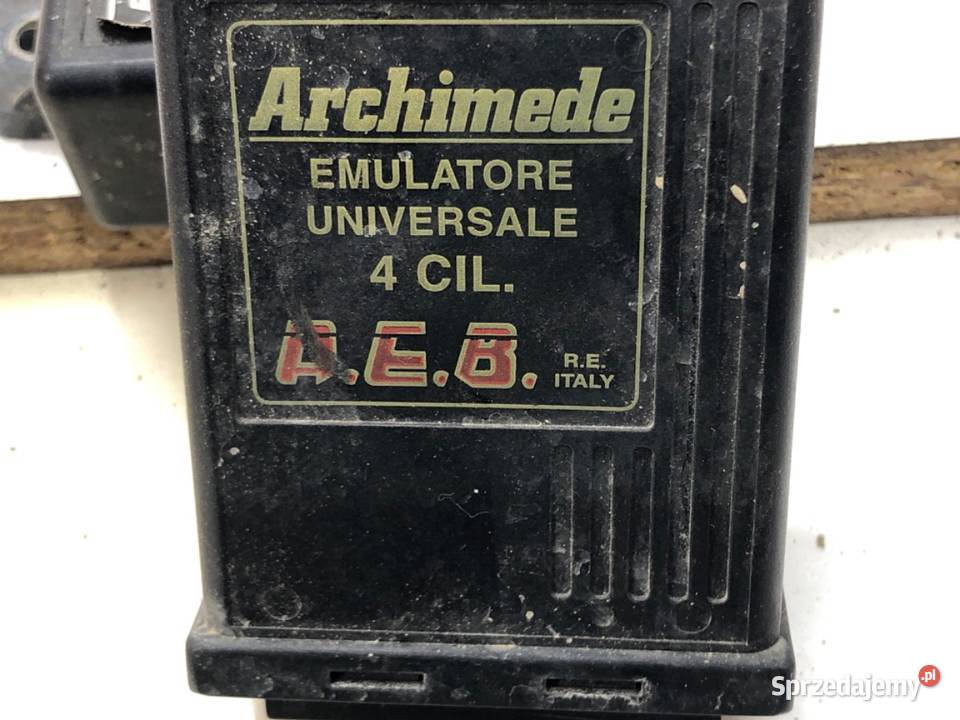 Archimede
EMULATORE
UNIVERSALE
4 CIL.
A.E.B. R.E.
ITALY
Sprzedajemy.pl